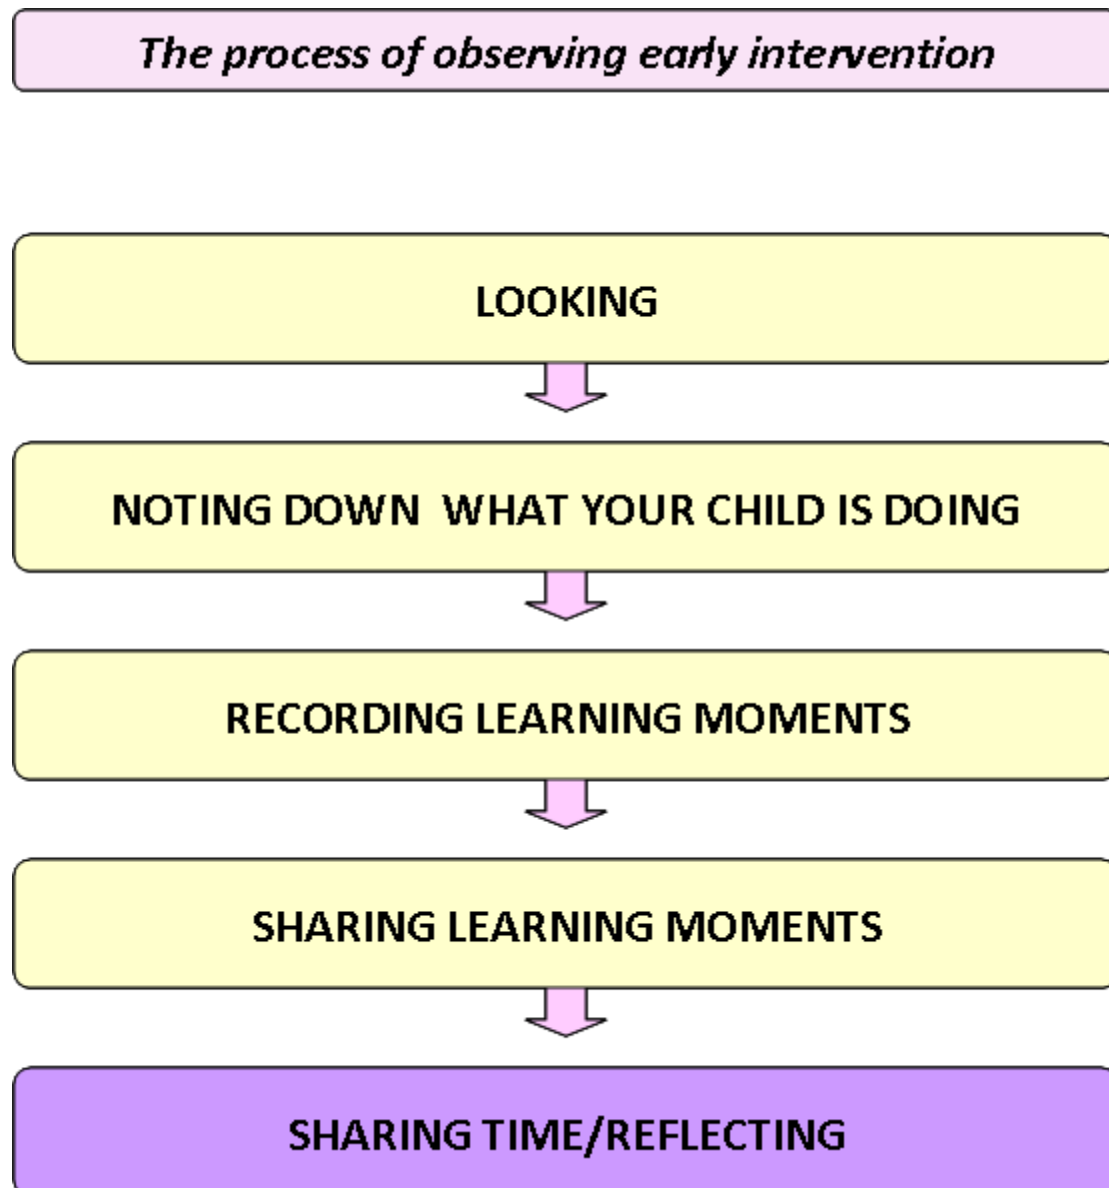 The process of observing early intervention
LOOKING
NOTING DOWN  WHAT YOUR CHILD IS DOING
RECORDING LEARNING MOMENTS
SHARING LEARNING MOMENTS
SHARING TIME/REFLECTING